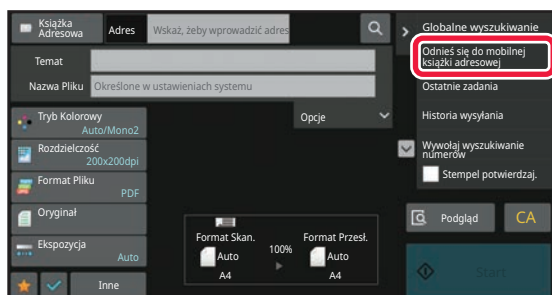 Książka
Adresowa
Adres
Wskaż, żeby wprowadzić adres
Temat
Nazwa Pliku
Określone w ustawieniach systemu
Tryb Kolorowy
Auto/Mono2
Rozdzielczość
200x200dpi
Format Pliku
PDF
Oryginał
Ekspozycja
Auto
Inne
Opcje
Format Skan.
Auto
A4
100%
Format Przesł.
Auto
A4
Globalne wyszukiwanie
Odnieś się do mobilnej
książki adresowej
Ostatnie zadania
Historia wysyłania
Wywołaj wyszukiwanie
numerów
Stempel potwierdzaj.
Podgląd
CA
Start